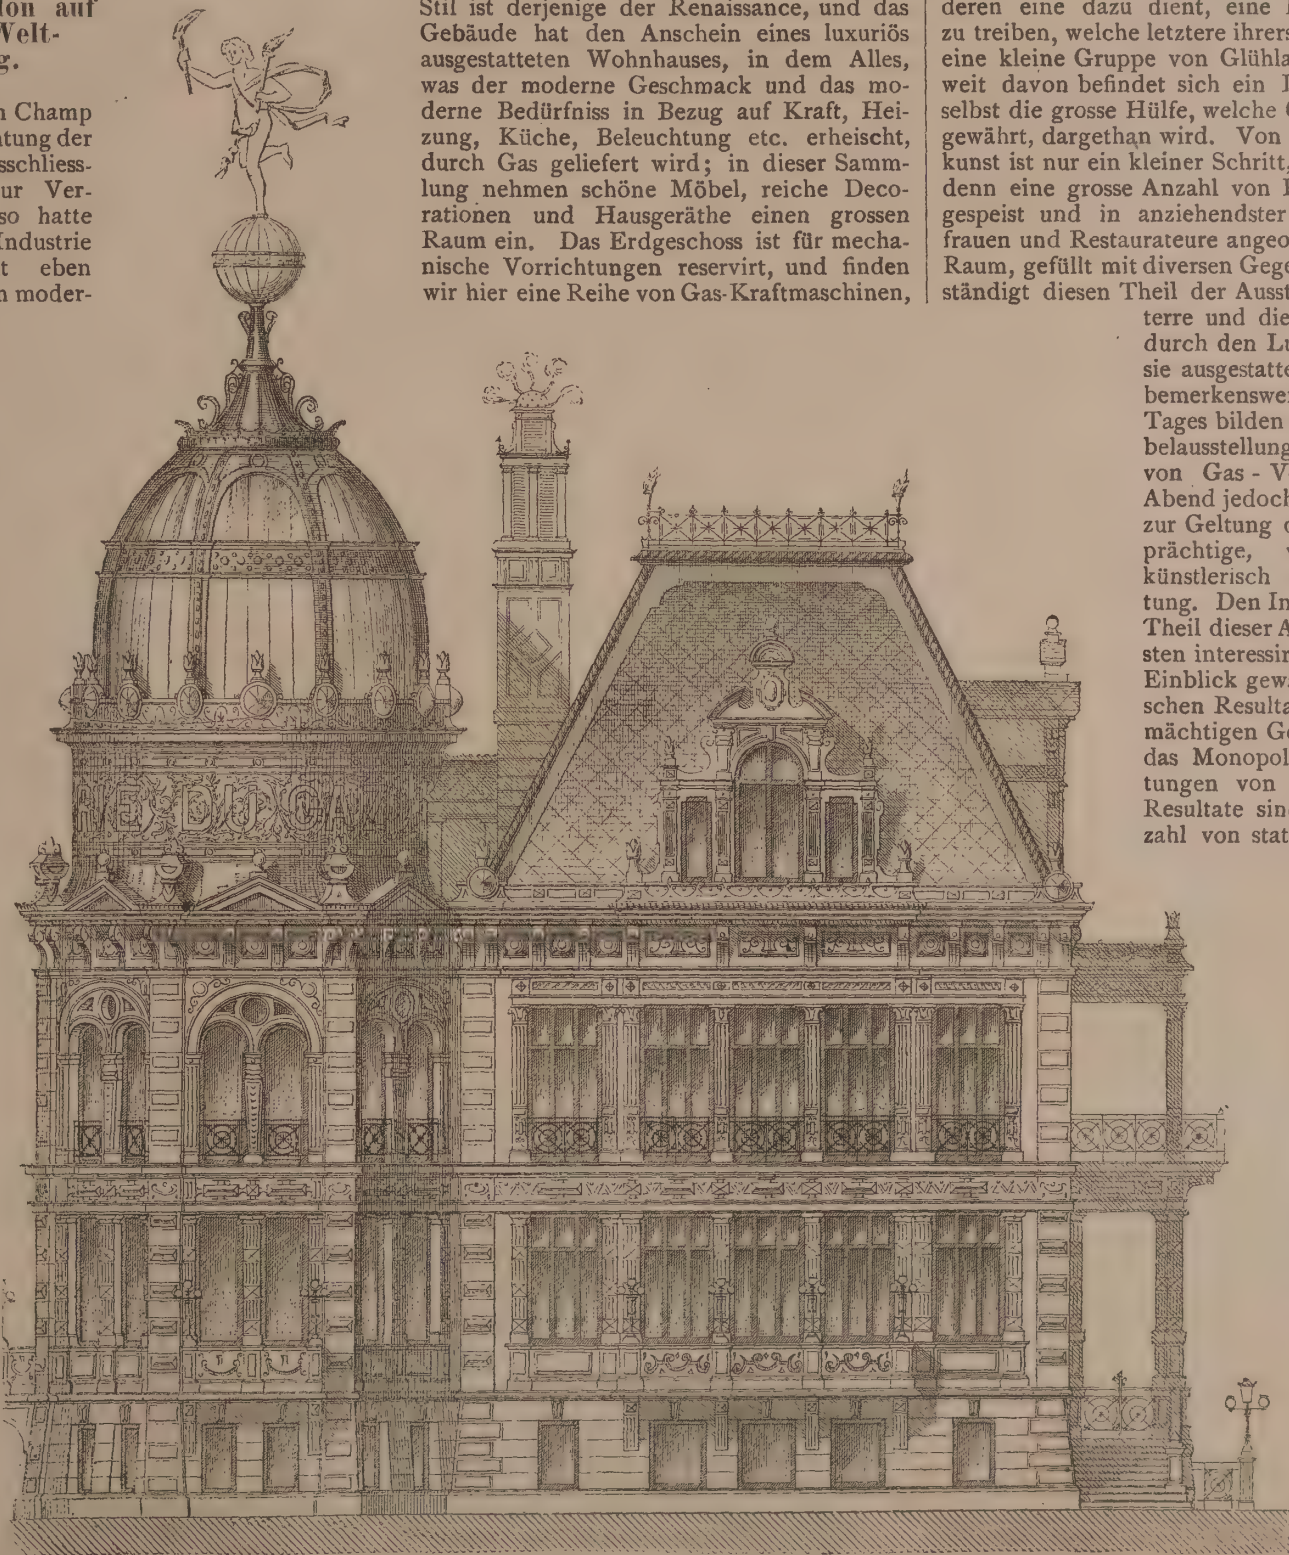 lon auf
Welt-
g.
n Champ
htung der
sschliess-
ur Ver-
so hatte
Industrie
t eben
n moder-
Stil ist derjenige der Renaissance, und das
Gebäude hat den Anschein eines luxuriös
ausgestatteten Wohnhauses, in dem Alles,
was der moderne Geschmack und das mo-
derne Bedürfniss in Bezug auf Kraft, Hei-
zung, Küche, Beleuchtung etc. erheischt,
durch Gas geliefert wird; in dieser Samm-
lung nehmen schöne Möbel, reiche Deco-
rationen und Hausgeräthe einen grossen
Raum ein. Das Erdgeschoss ist für mecha-
nische Vorrichtungen reservirt, und finden
wir hier eine Reihe von Gas-Kraftmaschinen,
deren eine dazu dient, eine
zu treiben, welche letztere ihrers
eine kleine Gruppe von Glühla
weit davon befindet sich ein
selbst die grosse Hülfe, welche
gewährt, dargethan wird. Von
kunst ist nur ein kleiner Schritt,
denn eine grosse Anzahl von
gespeist und in anziehendster
frauen und Restaurateure angeo
Raum, gefüllt mit diversen Gege
ständigt diesen Theil der Ausst
terre und die
durch den Lu
sie ausgestatte
bemerkenswer
Tages bilden
belausstellung
von Gas - V
Abend jedoch
zur Geltung
prächtige,
künstlerisch
tung. Den In
Theil dieser A
sten interessir
Einblick gew
schen Resulta
mächtigen Ge
das Monopol
tungen von
Resultate sin
zahl von stat
E DU GA